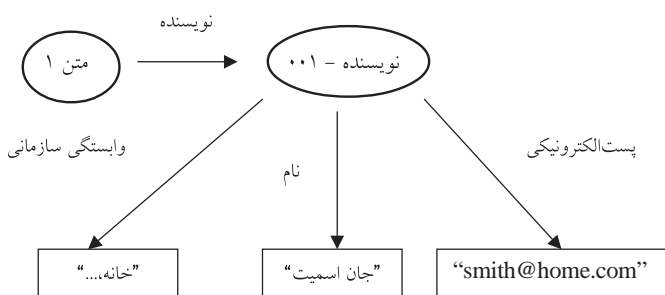 نویسنده
متن ۱
نویسنده – ۰۰۱
وابستگی سازمانی
نام
پست‌الکترونیکی
"خانه،..."
"جان اسمیت"
“smith@home.com”